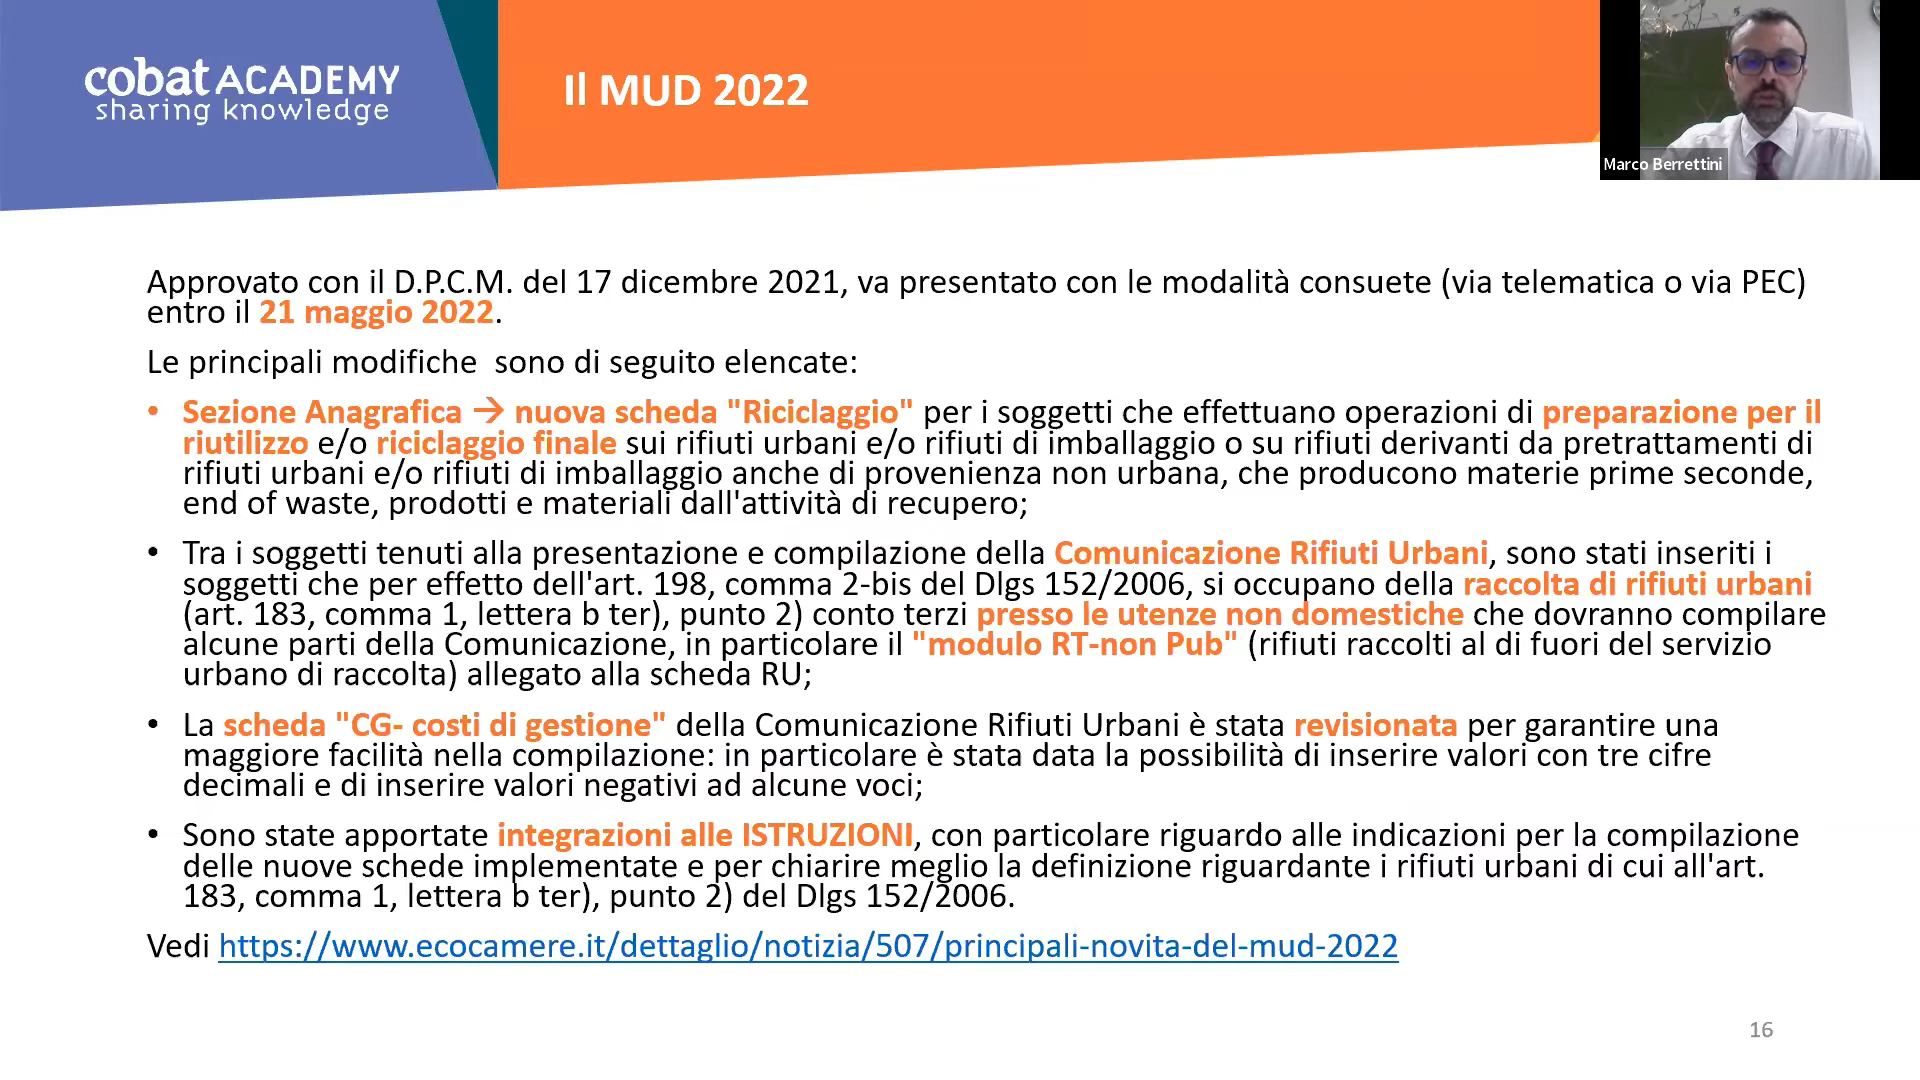 cobat ACADEMY
sharing knowledge
Il MUD 2022
Marco Berrettini
Approvato con il D.P.C.M. del 17 dicembre 2021, va presentato con le modalità consuete (via telematica o via PEC)
entro il 21 maggio 2022.
Le principali modifiche  sono di seguito elencate:
• Sezione Anagrafica → nuova scheda "Riciclaggio" per i soggetti che effettuano operazioni di preparazione per il
riutilizzo e/o riciclaggio finale sui rifiuti urbani e/o rifiuti di imballaggio o su rifiuti derivanti da pretrattamenti di
rifiuti urbani e/o rifiuti di imballaggio anche di provenienza non urbana, che producono materie prime seconde,
end of waste, prodotti e materiali dall'attività di recupero;
• Tra i soggetti tenuti alla presentazione e compilazione della Comunicazione Rifiuti Urbani, sono stati inseriti i
soggetti che per effetto dell'art. 198, comma 2-bis del Dlgs 152/2006, si occupano della raccolta di rifiuti urbani
(art. 183, comma 1, lettera b ter), punto 2) conto terzi presso le utenze non domestiche che dovranno compilare
alcune parti della Comunicazione, in particolare il "modulo RT-non Pub" (rifiuti raccolti al di fuori del servizio
urbano di raccolta) allegato alla scheda RU;
• La scheda "CG- costi di gestione" della Comunicazione Rifiuti Urbani è stata revisionata per garantire una
maggiore facilità nella compilazione: in particolare è stata data la possibilità di inserire valori con tre cifre
decimali e di inserire valori negativi ad alcune voci;
• Sono state apportate integrazioni alle ISTRUZIONI, con particolare riguardo alle indicazioni per la compilazione
delle nuove schede implementate e per chiarire meglio la definizione riguardante i rifiuti urbani di cui all'art.
183, comma 1, lettera b ter), punto 2) del Dlgs 152/2006.
Vedi https://www.ecocamere.it/dettaglio/notizia/507/principali-novita-del-mud-2022
16